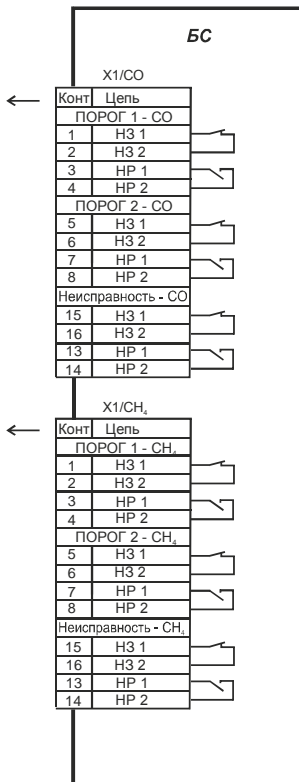 БС
X1/CO
Конт Цепь
ПОРОГ 1 - CO
1 НЗ 1
2 НЗ 2
3 НР 1
4 НР 2
ПОРОГ 2 - CO
5 НЗ 1
6 НЗ 2
7 НР 1
8 НР 2
Неисправность - CO
15 НЗ 1
16 НЗ 2
13 НР 1
14 НР 2
X1/CH₄
Конт Цепь
ПОРОГ 1 - CH₄
1 НЗ 1
2 НЗ 2
3 НР 1
4 НР 2
ПОРОГ 2 - CH₄
5 НЗ 1
6 НЗ 2
7 НР 1
8 НР 2
Неисправность - CH₄
15 НЗ 1
16 НЗ 2
13 НР 1
14 НР 2